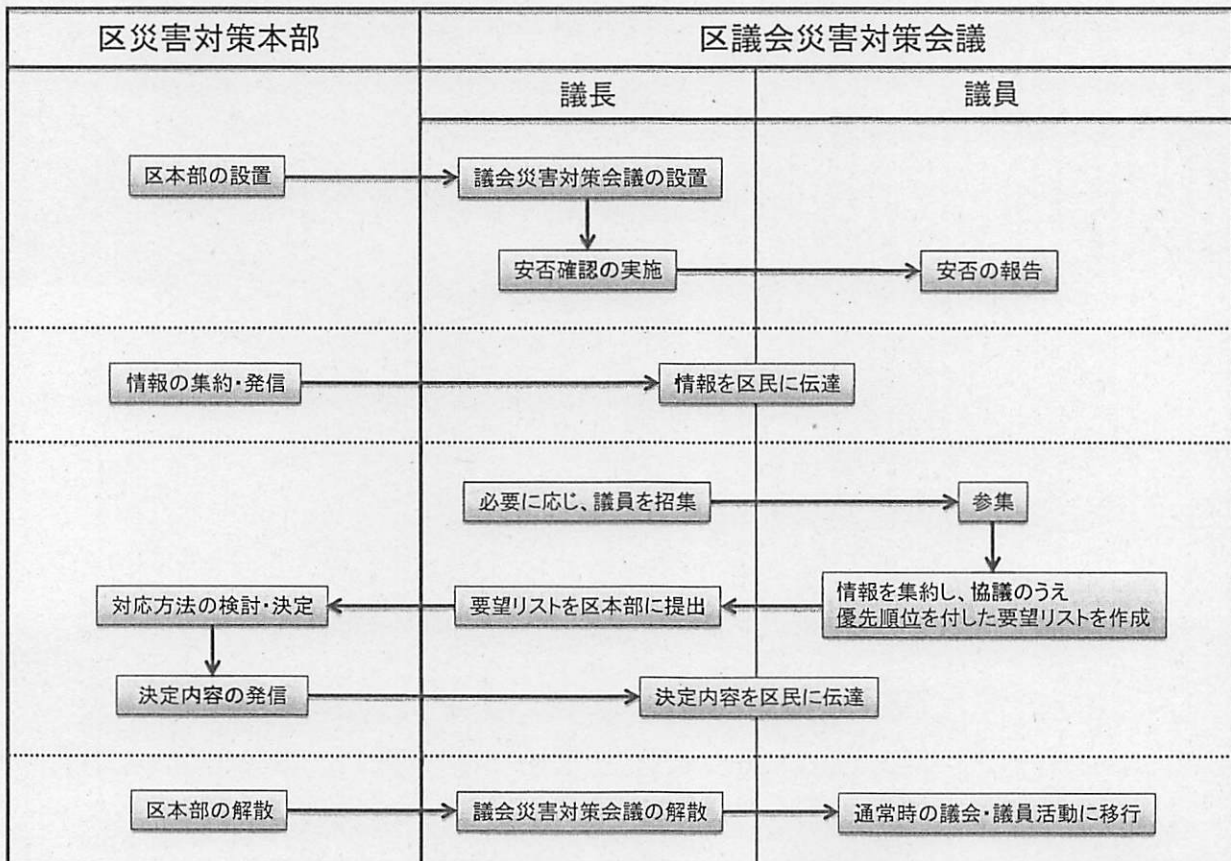 区災害対策本部
区議会災害対策会議
議長
議員
区本部の設置
議会災害対策会議の設置
安否確認の実施
安否の報告
情報の集約・発信
情報を区民に伝達
必要に応じ、議員を招集
参集
対応方法の検討・決定
要望リストを区本部に提出
情報を集約し、協議のうえ
優先順位を付した要望リストを作成
決定内容の発信
決定内容を区民に伝達
区本部の解散
議会災害対策会議の解散
通常時の議会・議員活動に移行